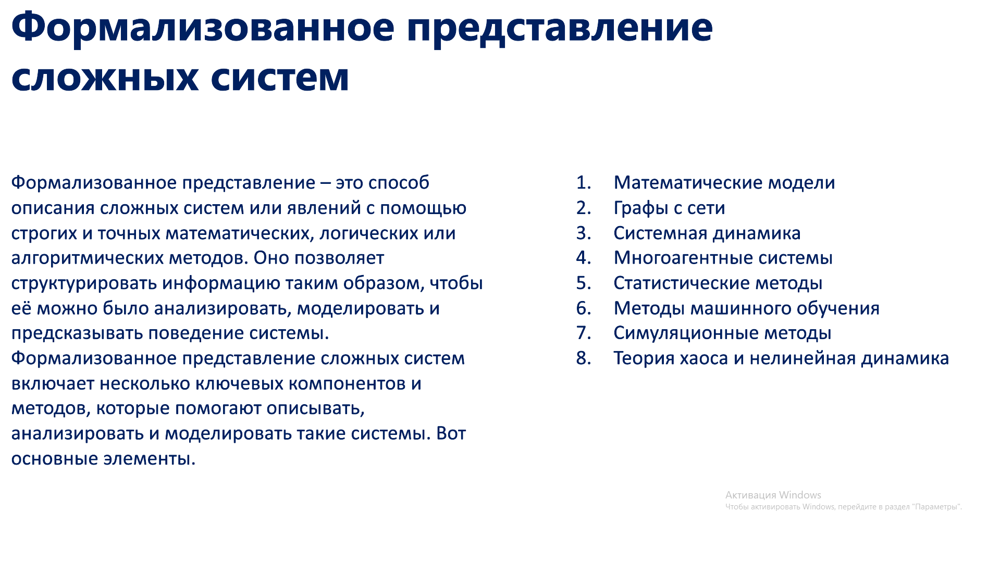 Формализованное представление
сложных систем
Формализованное представление – это способ
описания сложных систем или явлений с помощью
строгих и точных математических, логических или
алгоритмических методов. Оно позволяет
структурировать информацию таким образом, чтобы
её можно было анализировать, моделировать и
предсказывать поведение системы.
Формализованное представление сложных систем
включает несколько ключевых компонентов и
методов, которые помогают описывать,
анализировать и моделировать такие системы. Вот
основные элементы.
1. Математические модели
2. Графы с сети
3. Системная динамика
4. Многоагентные системы
5. Статистические методы
6. Методы машинного обучения
7. Симуляционные методы
8. Теория хаоса и нелинейная динамика
Активация Windows
Чтобы активировать Windows, перейдите в раздел "Параметры".